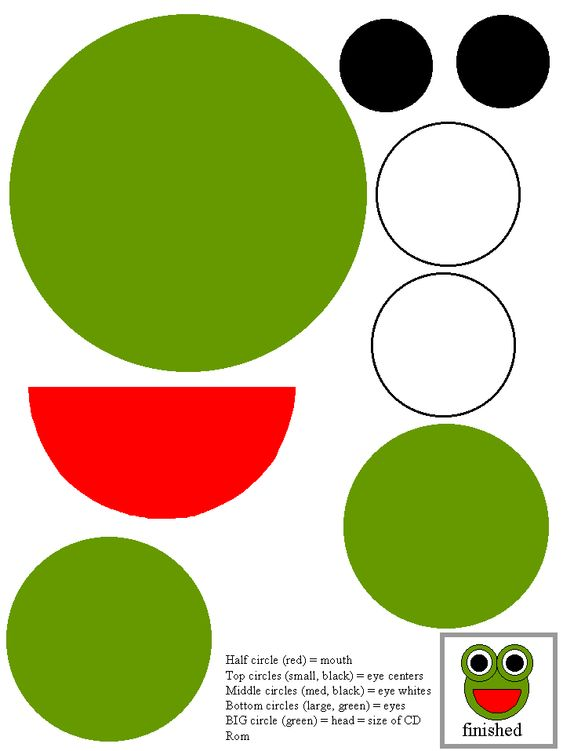 Half circle (red) = mouth
Top circles (small, black) = eye centers
Middle circles (med, black) = eye whites
Bottom circles (large, green) = eyes
BIG circle (green) = head = size of CD
Rom
finished